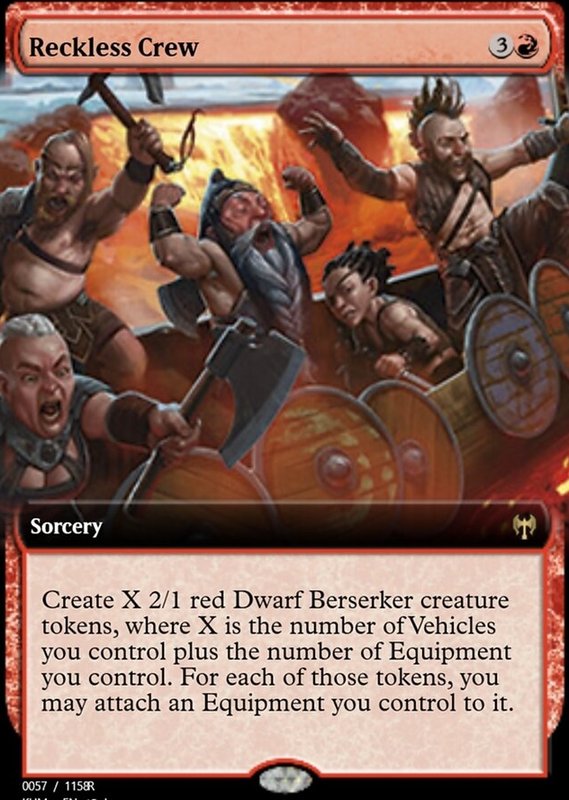 Reckless Crew
3
Sorcery
Create X 2/1 red Dwarf Berserker creature
tokens, where X is the number of Vehicles
you control plus the number of Equipment
you control. For each of those tokens, you
may attach an Equipment you control to it.
0057 / 1158R